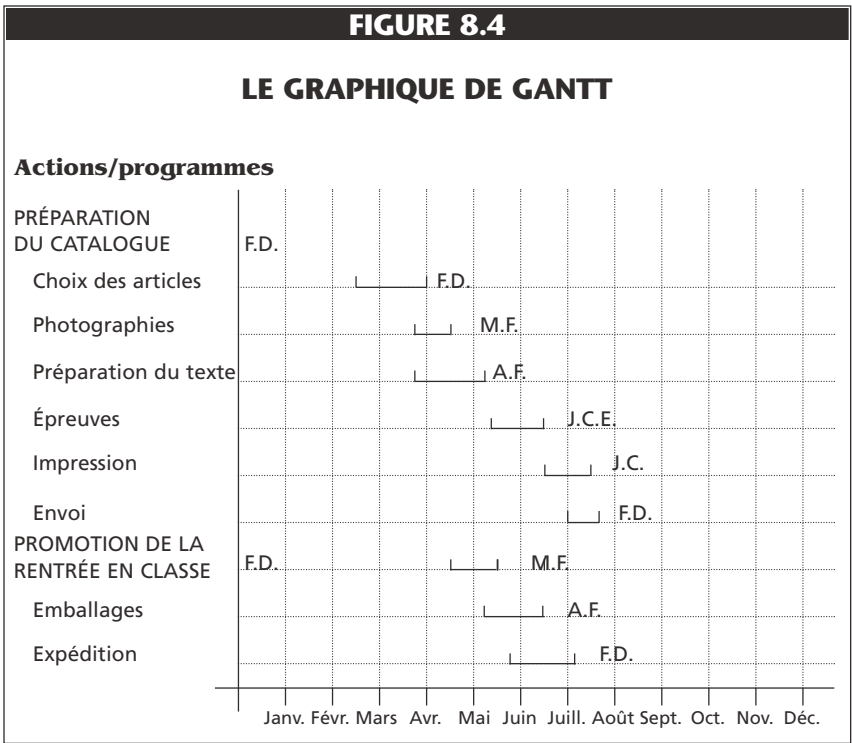 FIGURE 8.4
LE GRAPHIQUE DE GANTT
Actions/programmes
PRÉPARATION
DU CATALOGUE F.D.
Choix des articles F.D.
Photographies M.F.
Préparation du texte A.F.
Épreuves J.C.E.
Impression J.C.
Envoi F.D.
PROMOTION DE LA
RENTRÉE EN CLASSE F.D. M.F.
Emballages A.F.
Expédition F.D.
Janv. Févr. Mars Avr. Mai Juin Juill. Août Sept. Oct. Nov. Déc.